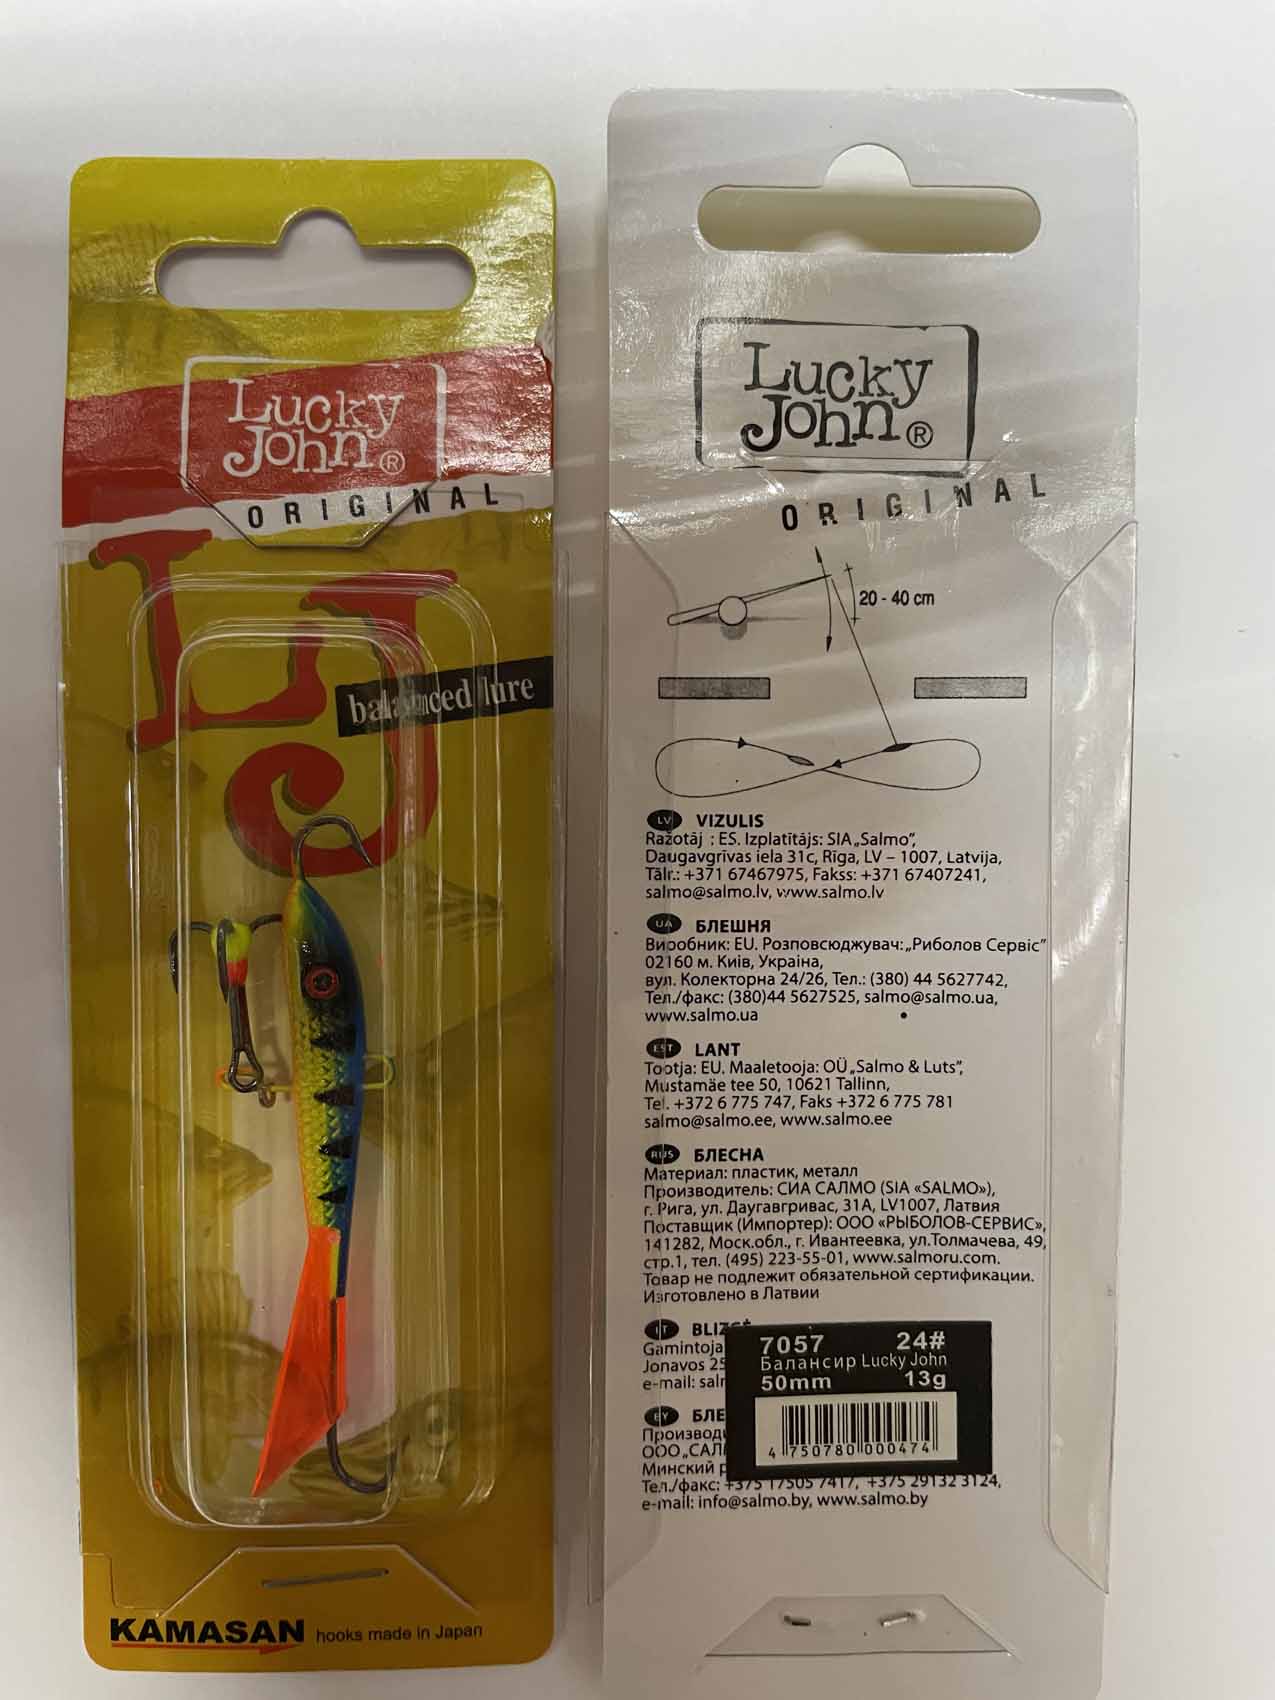 Lucky
John®
ORIGINAL
LJ
balanced lure
KAMASAN
hooks made in Japan
Lucky
John®
ORIGINAL
20 - 40 cm
LV VIZULIS
Ražotāj : ES. Izplatītājs: SIA „Salmo”,
Daugavgrīvas iela 31c, Rīga, LV – 1007, Latvija,
Tālr.: +371 67467975, Fakss: +371 67407241,
salmo@salmo.lv, www.salmo.lv
UA БЛЕШНЯ
Виробник: EU. Розповсюджувач: „Риболов Сервіс”
02160 м. Київ, Україна,
вул. Колекторна 24/26, Тел.: (380) 44 5627742,
Тел./факс: (380)44 5627525, salmo@salmo.ua,
www.salmo.ua
EST LANT
Tootja: EU. Maaletooja: OÜ „Salmo & Luts”,
Mustamäe tee 50, 10621 Tallinn,
Tel. +372 6 775 747, Faks +372 6 775 781
salmo@salmo.ee, www.salmo.ee
RUS БЛЕСНА
Материал: пластик, металл
Производитель: СИА САЛМО (SIA «SALMO»),
г. Рига, ул. Даугавгривас, 31А, LV1007, Латвия
Поставщик (Импортер): ООО «РЫБОЛОВ-СЕРВИС»,
141282, Моск.обл., г. Ивантеевка, ул.Толмачева, 49,
стр.1, тел. (495) 223-55-01, www.salmoru.com.
Товар не подлежит обязательной сертификации.
Изготовлено в Латвии
Gamintoja
Jonavos 25
e-mail: salm
7057 24#
Балансир Lucky John
50mm 13g
4 750780 000474
BY БЛЕ
Производи
ООО „САЛ
Минский р
Тел./факс: +375 17505 7417, +375 29132 3124,
e-mail: info@salmo.by, www.salmo.by